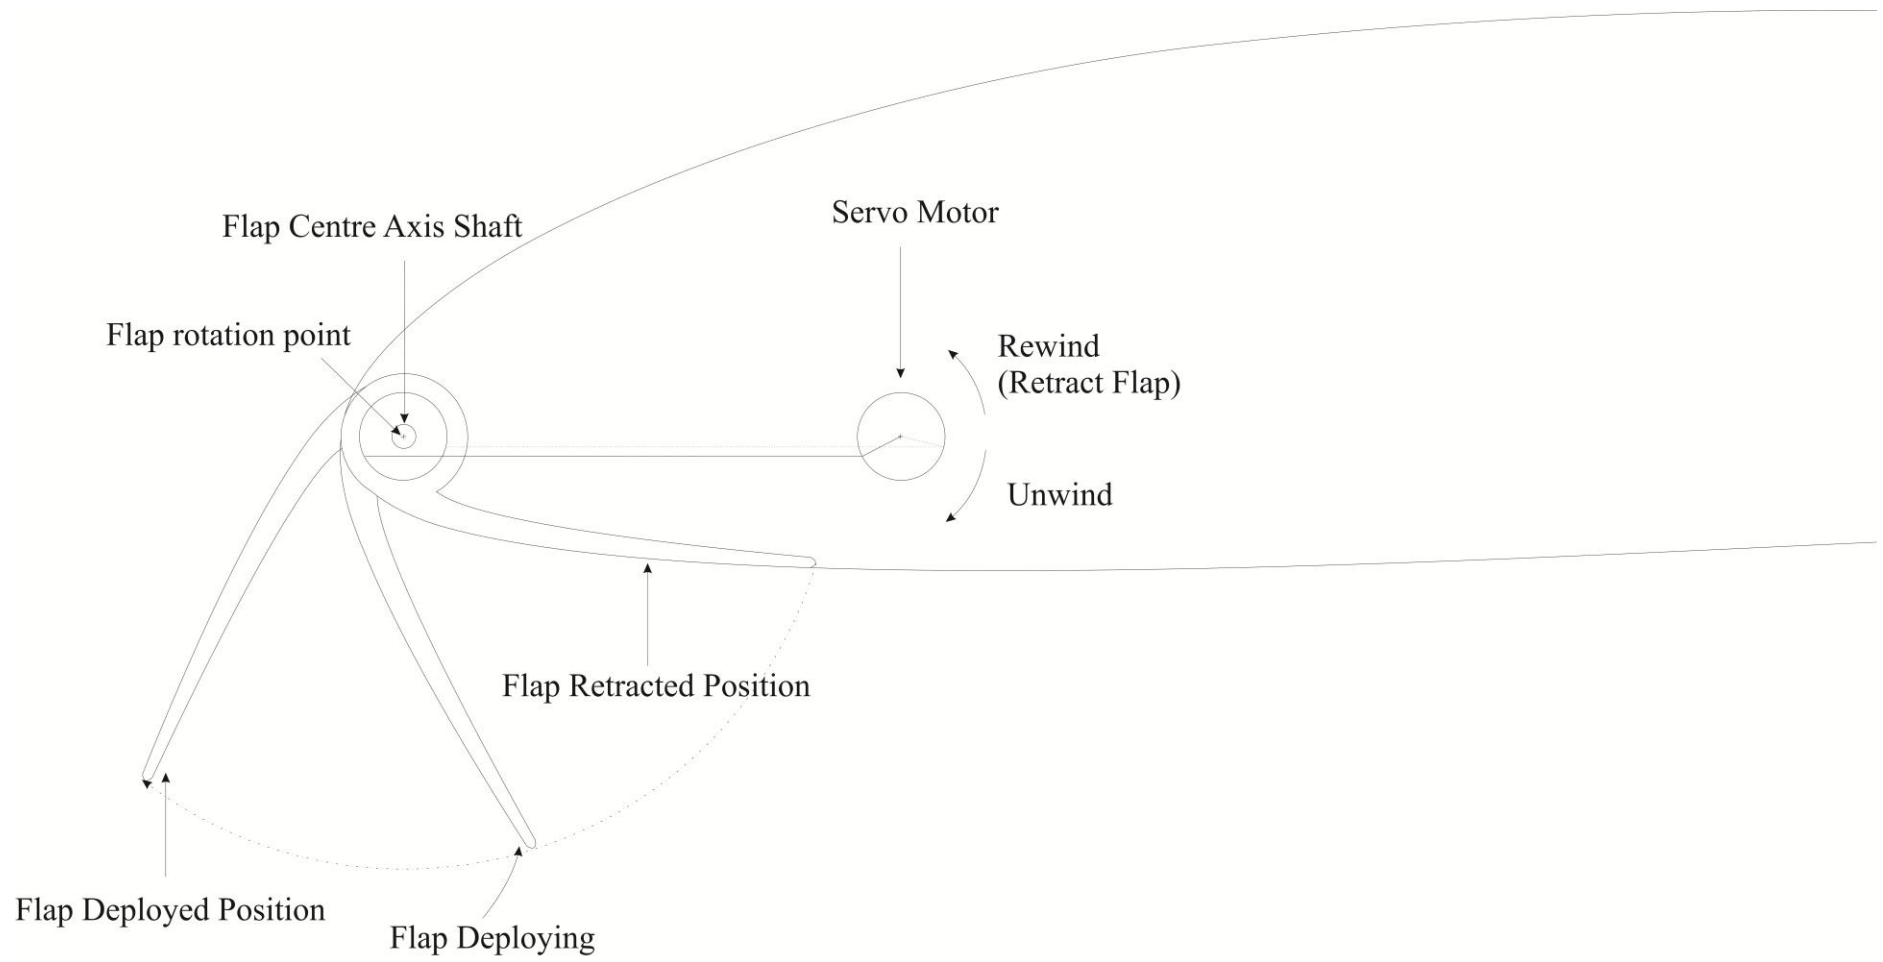 Servo Motor
Flap Centre Axis Shaft
Flap rotation point
Rewind
(Retract Flap)
Unwind
Flap Retracted Position
Flap Deployed Position
Flap Deploying